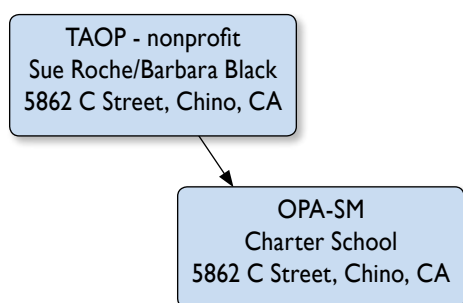 TAOP - nonprofit
Sue Roche/Barbara Black
5862 C Street, Chino, CA
OPA-SM
Charter School
5862 C Street, Chino, CA